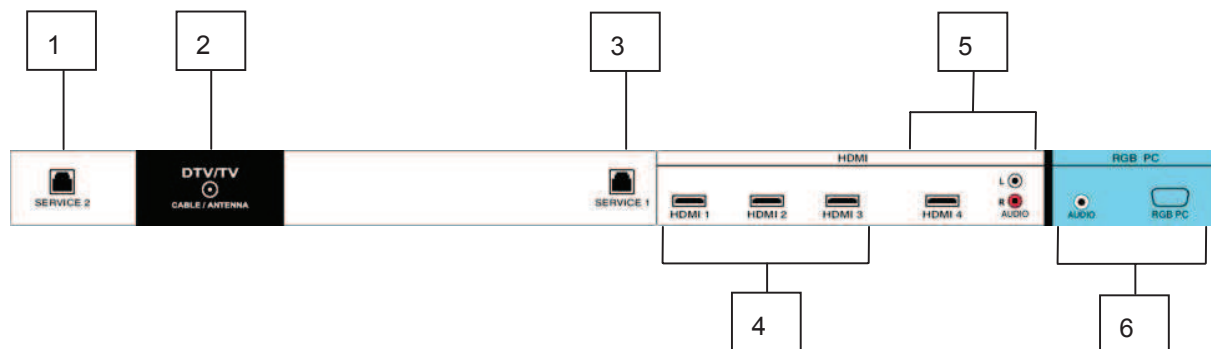 1
2
3
5
HDMI
RGB PC
DTV/TV
CABLE / ANTENNA
SERVICE 2
SERVICE 1
HDMI 1
HDMI 2
HDMI 3
HDMI 4
L
R
AUDIO
AUDIO
RGB PC
4
6